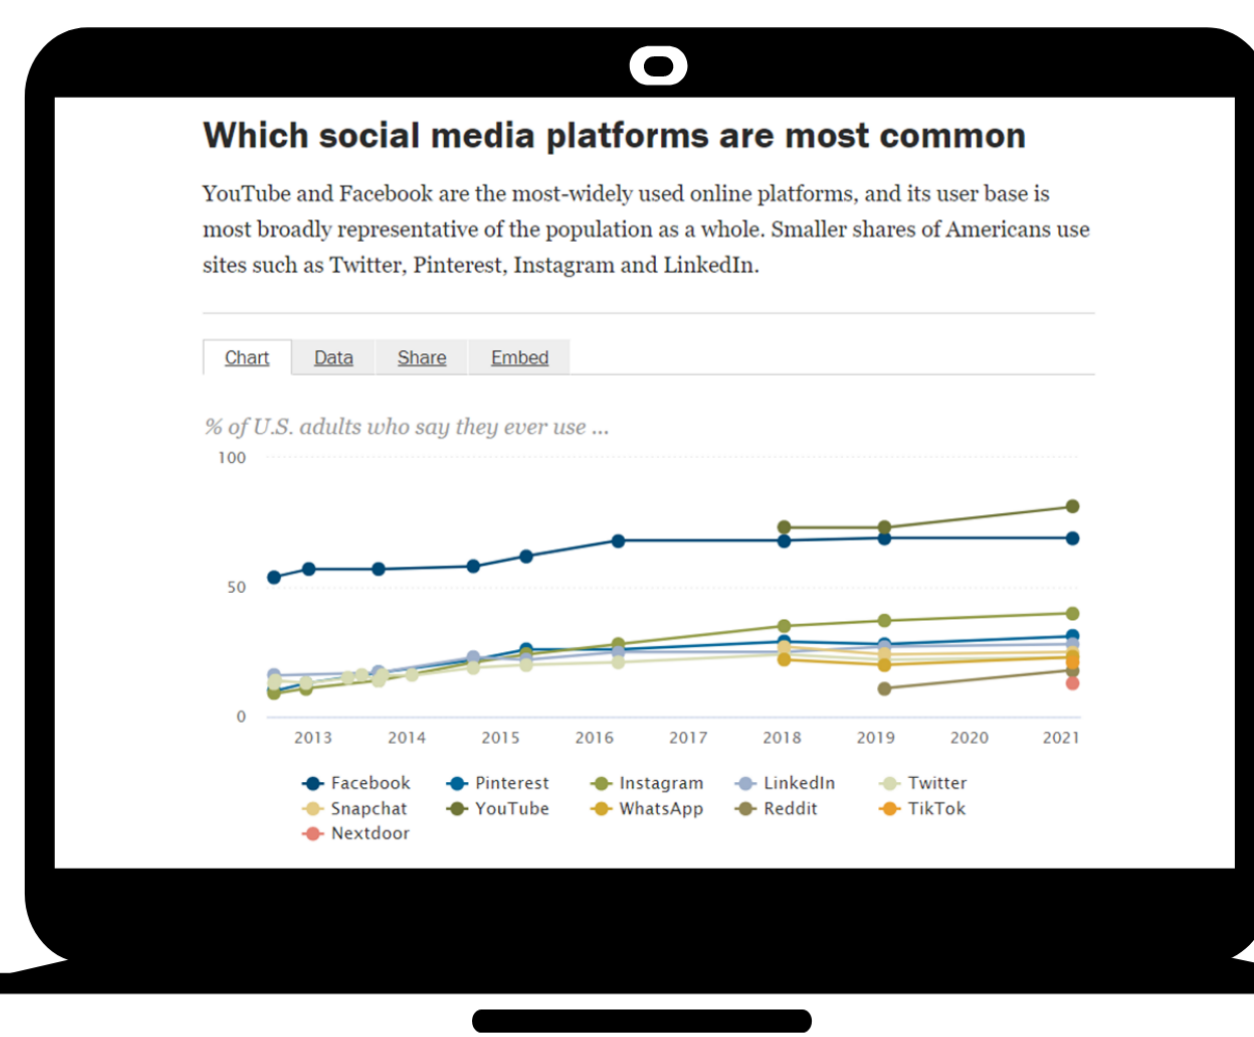 Which social media platforms are most common
YouTube and Facebook are the most-widely used online platforms, and its user base is
most broadly representative of the population as a whole. Smaller shares of Americans use
sites such as Twitter, Pinterest, Instagram and LinkedIn.
Chart Data Share Embed
% of U.S. adults who say they ever use ...
100
50
0
2013 2014 2015 2016 2017 2018 2019 2020 2021
Facebook Pinterest Instagram LinkedIn Twitter
Snapchat YouTube WhatsApp Reddit TikTok
Nextdoor